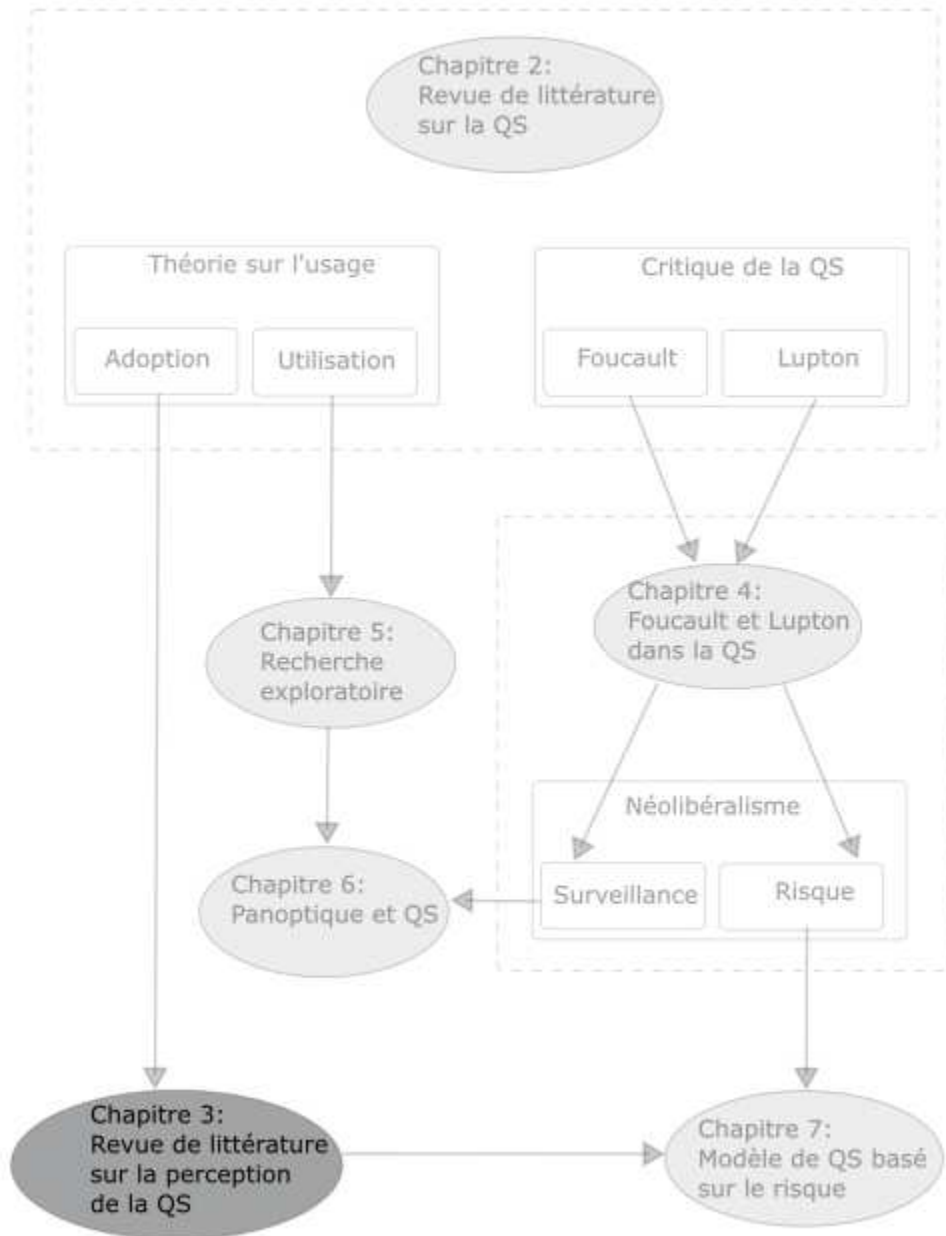 Chapitre 2:
Revue de littérature
sur la QS
Théorie sur l'usage
Adoption
Utilisation
Critique de la QS
Foucault
Lupton
Chapitre 4:
Foucault et Lupton
dans la QS
Chapitre 5:
Recherche
exploratoire
Néolibéralisme
Surveillance
Risque
Chapitre 6:
Panoptique et QS
Chapitre 3:
Revue de littérature
sur la perception
de la QS
Chapitre 7:
Modèle de QS basé
sur le risque